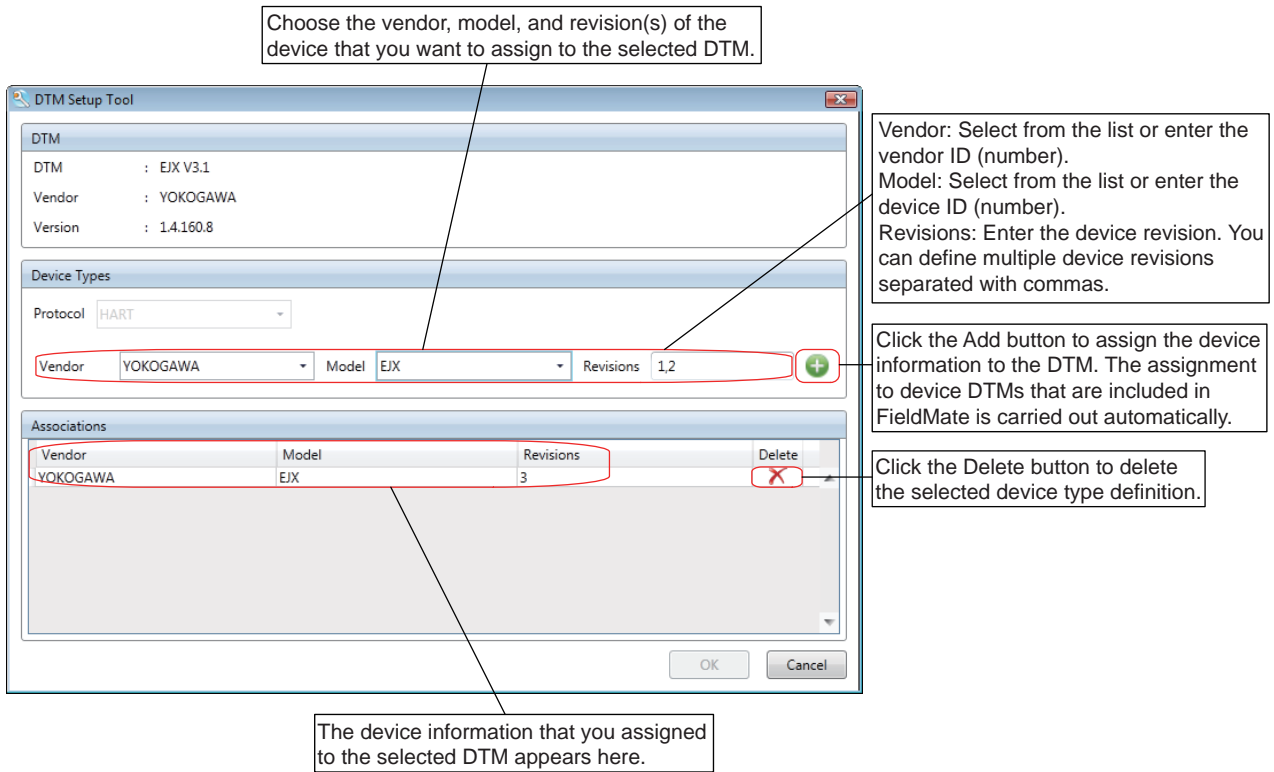 Choose the vendor, model, and revision(s) of the
device that you want to assign to the selected DTM.
DTM Setup Tool
DTM
DTM : EJX V3.1
Vendor : YOKOGAWA
Version : 1.4.160.8
Device Types
Protocol HART
Vendor YOKOGAWA Model EJX Revisions 1,2
Associations
Vendor Model Revisions Delete
YOKOGAWA EJX 3
OK Cancel
Vendor: Select from the list or enter the
vendor ID (number).
Model: Select from the list or enter the
device ID (number).
Revisions: Enter the device revision. You
can define multiple device revisions
separated with commas.
Click the Add button to assign the device
information to the DTM. The assignment
to device DTMs that are included in
FieldMate is carried out automatically.
Click the Delete button to delete
the selected device type definition.
The device information that you assigned
to the selected DTM appears here.